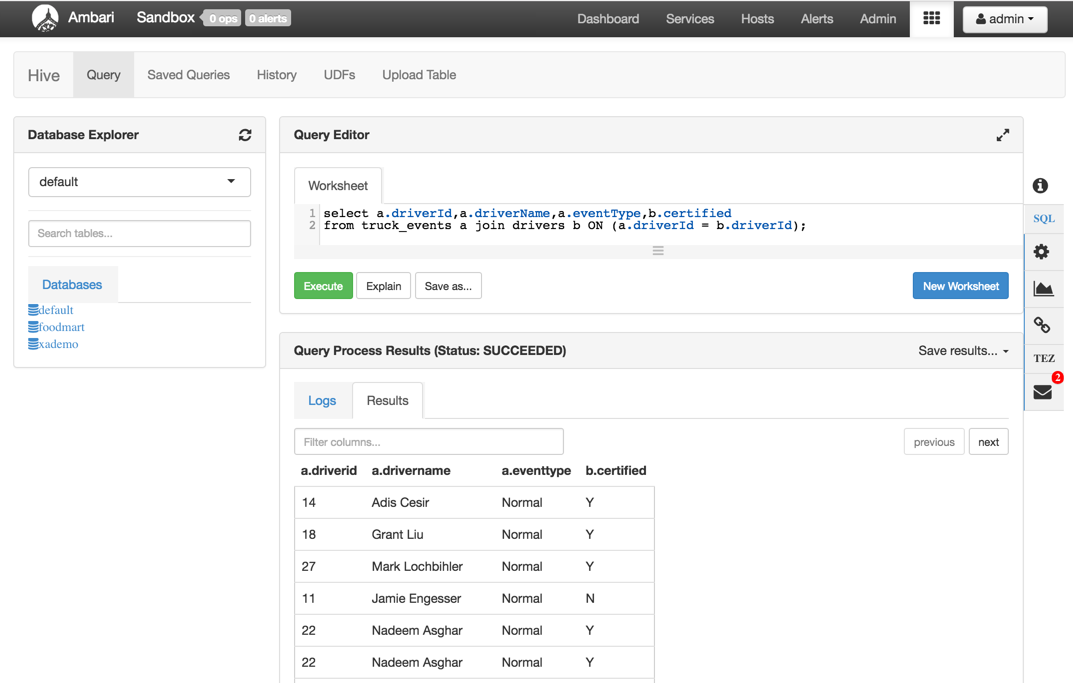 Ambari Sandbox 0 ops 0 alerts Dashboard Services Hosts Alerts Admin admin
Hive Query Saved Queries History UDFs Upload Table
Database Explorer
default
Search tables...
Databases
default
foodmart
xademo
Query Editor
Worksheet
1 select a.driverId,a.driverName,a.eventType,b.certified
2 from truck_events a join drivers b ON (a.driverId = b.driverId);
Execute Explain Save as... New Worksheet
Query Process Results (Status: SUCCEEDED) Save results...
Logs Results
Filter columns... previous next
a.driverid a.drivername a.eventtype b.certified
14 Adis Cesir Normal Y
18 Grant Liu Normal Y
27 Mark Lochbihler Normal Y
11 Jamie Engesser Normal N
22 Nadeem Asghar Normal Y
22 Nadeem Asghar Normal Y
SQL
TEZ
2